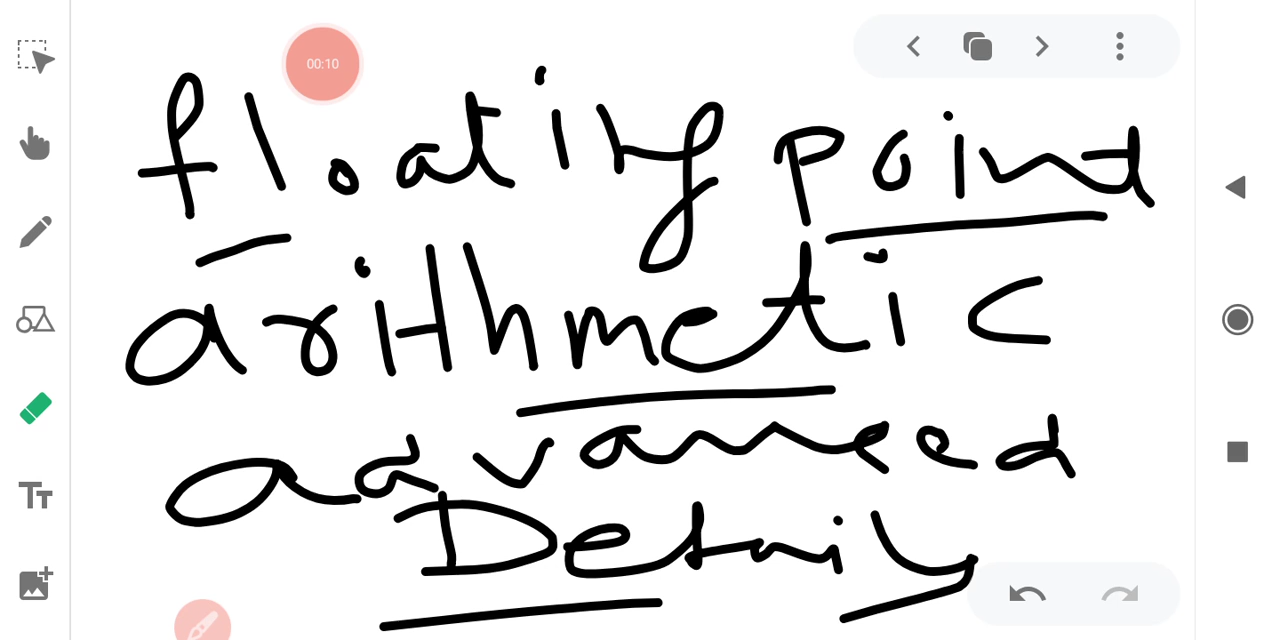 00:10
floating point
arithmetic
advanced
Detail